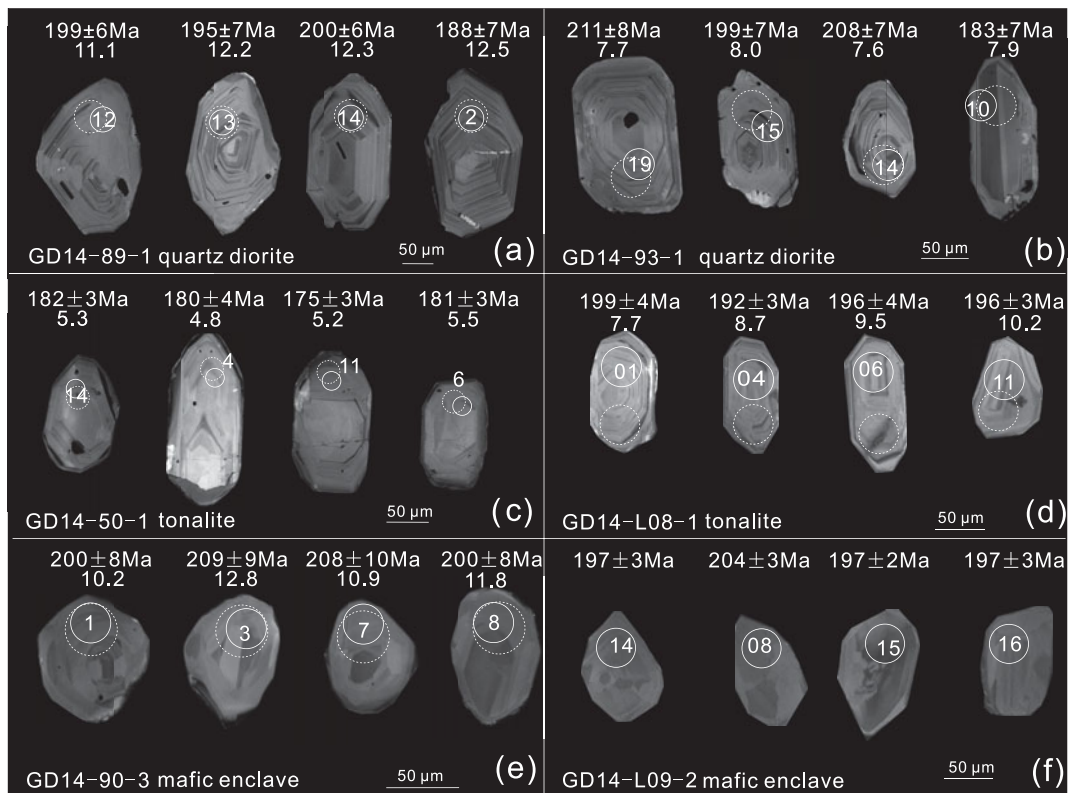 199±6Ma 195±7Ma 200±6Ma 188±7Ma
11.1 12.2 12.3 12.5
12 13 14 2
50 µm
GD14-89-1 quartz diorite (a)
211±8Ma 199±7Ma 208±7Ma 183±7Ma
7.7 8.0 7.6 7.9
10
15
19 14
50 µm
GD14-93-1 quartz diorite (b)
182±3Ma 180±4Ma 175±3Ma 181±3Ma
5.3 4.8 5.2 5.5
14 4 11 6
50 µm
GD14-50-1 tonalite (c)
199±4Ma 192±3Ma 196±4Ma 196±3Ma
7.7 8.7 9.5 10.2
01 04 06 11
50 µm
GD14-L08-1 tonalite (d)
200±8Ma 209±9Ma 208±10Ma 200±8Ma
10.2 12.8 10.9 11.8
1 3 7 8
50 µm
GD14-90-3 mafic enclave (e)
197±3Ma 204±3Ma 197±2Ma 197±3Ma
14 08 15 16
50 µm
GD14-L09-2 mafic enclave (f)